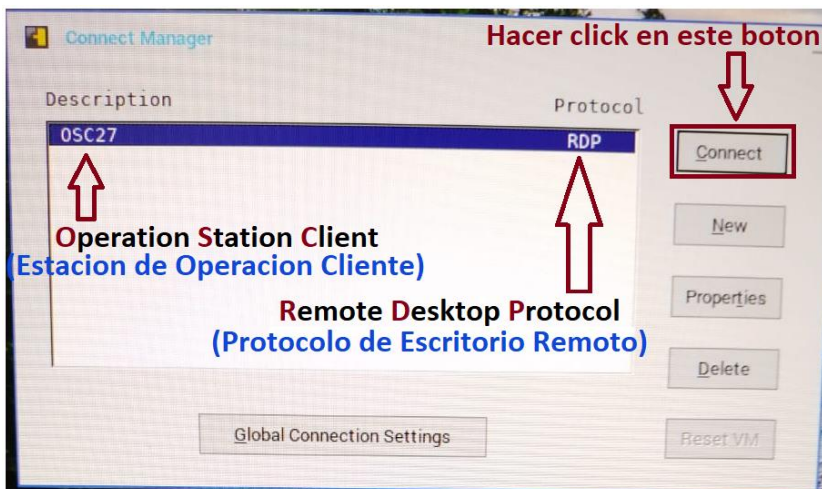 Connect Manager
Hacer click en este boton
Description
Protocol
OSC27
RDP
Connect
Operation Station Client
(Estacion de Operacion Cliente)
New
Remote Desktop Protocol
(Protocolo de Escritorio Remoto)
Properties
Delete
Global Connection Settings
Reset VM